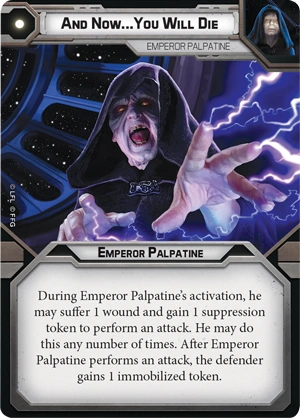 And Now...You Will Die
EMPEROR PALPATINE
©LFL ©FFG
Emperor Palpatine
During Emperor Palpatine's activation, he
may suffer 1 wound and gain 1 suppression
token to perform an attack. He may do
this any number of times. After Emperor
Palpatine performs an attack, the defender
gains 1 immobilized token.